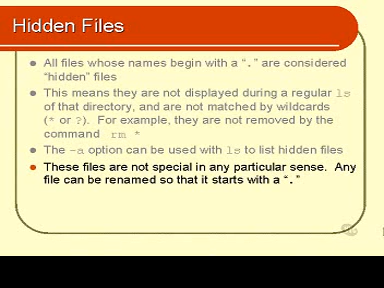 Hidden Files
All files whose names begin with a “.” are considered
“hidden” files
This means they are not displayed during a regular ls
of that directory, and are not matched by wildcards
(* or ?). For example, they are not removed by the
command rm *
The -a option can be used with ls to list hidden files
These files are not special in any particular sense. Any
file can be renamed so that it starts with a “.”